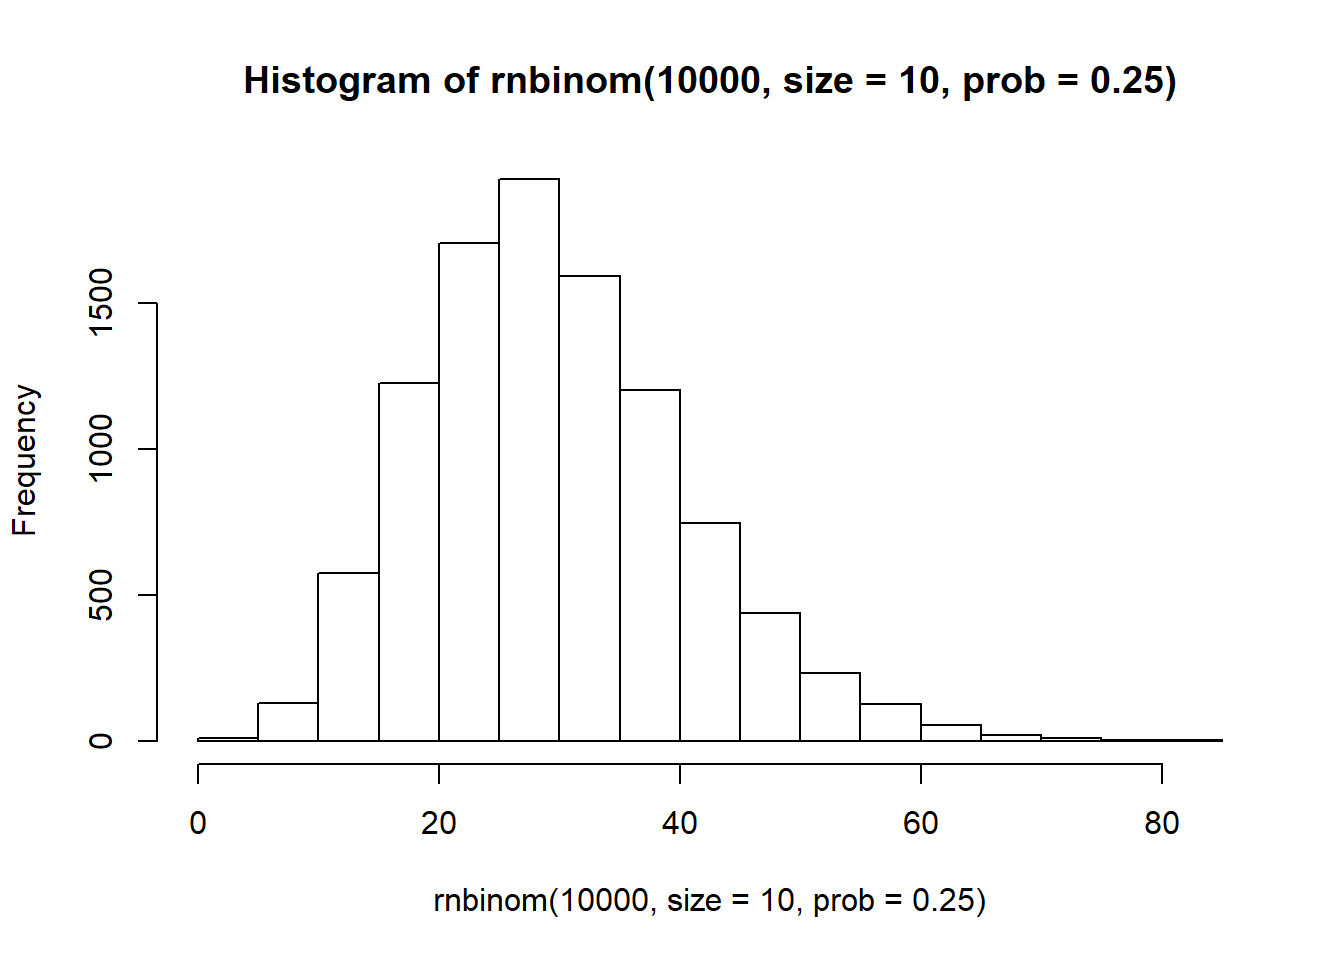 Histogram of rnbinom(10000, size = 10, prob = 0.25)
Frequency
1500
1000
500
0
0 20 40 60 80
rnbinom(10000, size = 10, prob = 0.25)